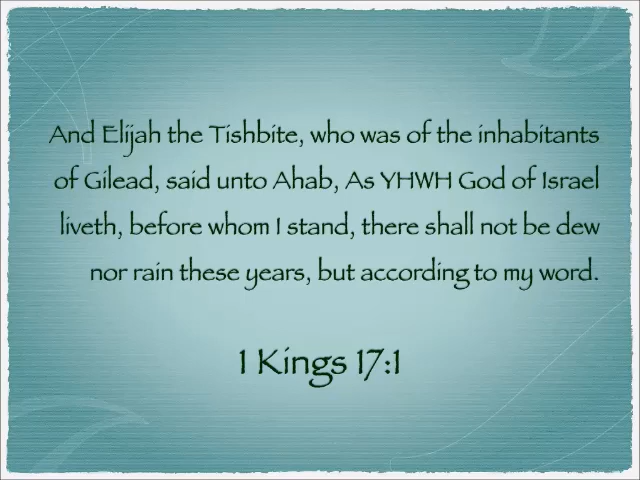 And Elijah the Tishbite, who was of the inhabitants
of Gilead, said unto Ahab, As YHWH God of Israel
liveth, before whom I stand, there shall not be dew
nor rain these years, but according to my word.
1 Kings 17:1